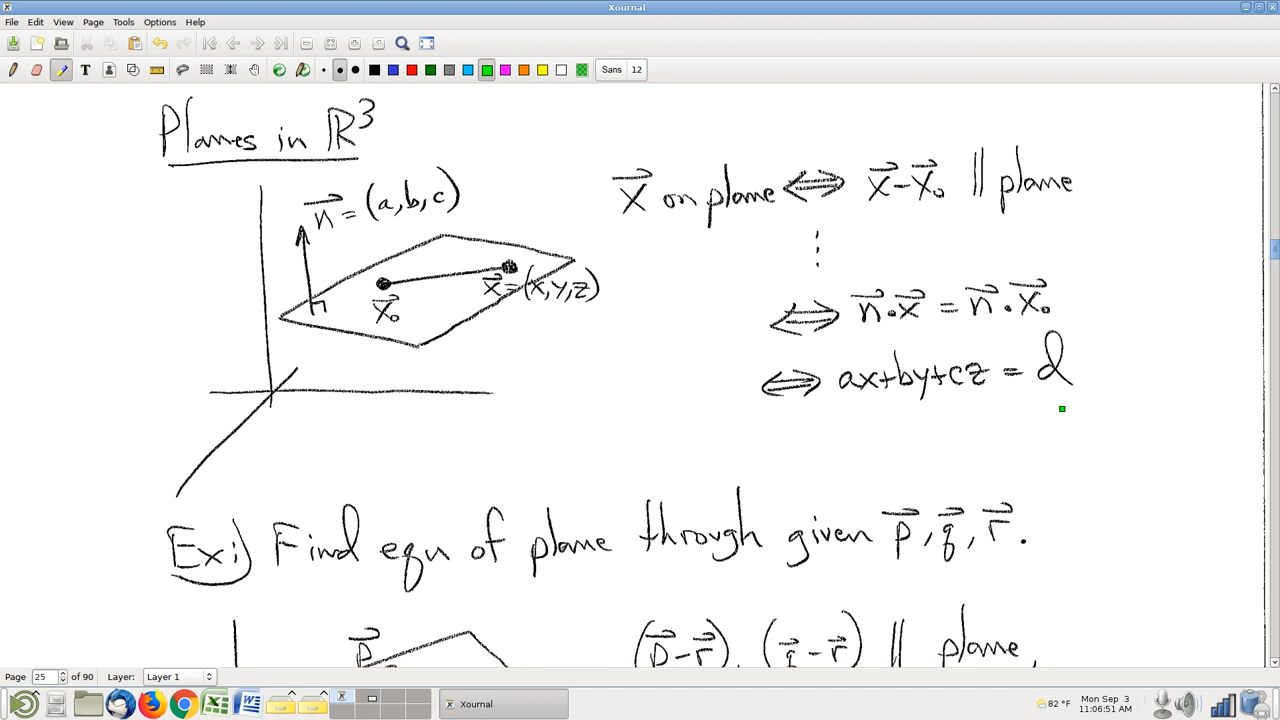 Xournal
File Edit View Page Tools Options Help
Sans 12
Planes in ℝ³
n⃗ = (a,b,c)
x⃗₀
x⃗ = (x,y,z)
x⃗ on plane ⇔ x⃗ - x⃗₀ ∥ plane
⋮
⇔ n⃗ · x⃗ = n⃗ · x⃗₀
⇔ ax+by+cz = d
Ex:) Find equ of plane through given p⃗, q⃗, r⃗.
p⃗
(p⃗ - r⃗), (q⃗ - r⃗) ∥ plane,
Page 25 of 90 Layer: Layer 1
Xournal
82 °F
Mon Sep 3
11:06:51 AM